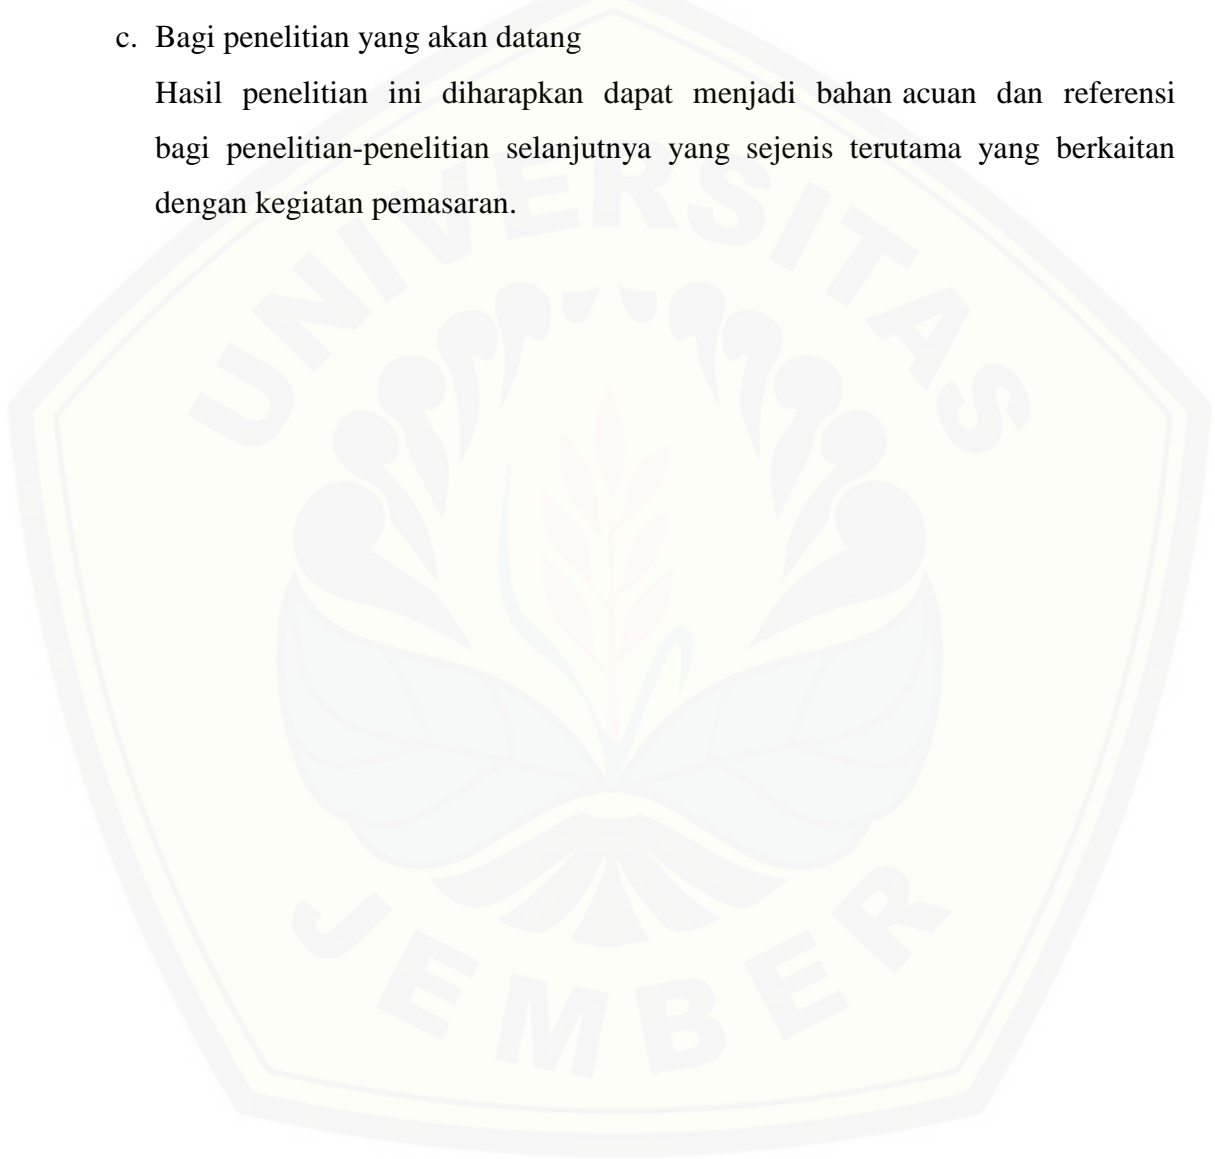 c. Bagi penelitian yang akan datang
Hasil penelitian ini diharapkan dapat menjadi bahan acuan dan referensi
bagi penelitian-penelitian selanjutnya yang sejenis terutama yang berkaitan
dengan kegiatan pemasaran.
UNIVERSITAS
JEMBER